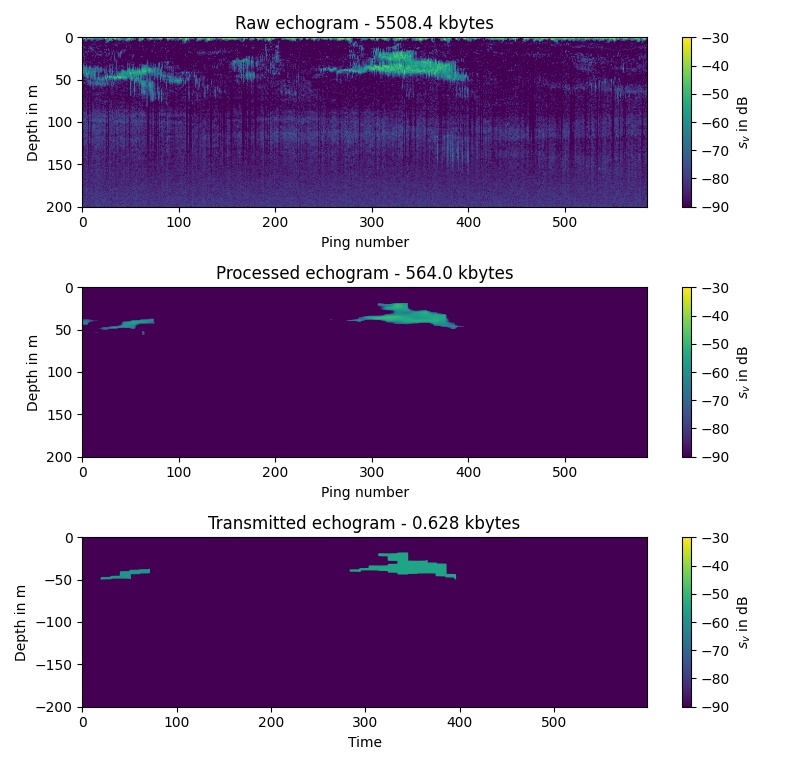 Raw echogram - 5508.4 kbytes
0
50
100
150
200
Depth in m
0 100 200 300 400 500
Ping number
−30
−40
−50
−60
−70
−80
−90
sv in dB
Processed echogram - 564.0 kbytes
0
50
100
150
200
Depth in m
0 100 200 300 400 500
Ping number
−30
−40
−50
−60
−70
−80
−90
sv in dB
Transmitted echogram - 0.628 kbytes
0
−50
−100
−150
−200
Depth in m
0 100 200 300 400 500
Time
−30
−40
−50
−60
−70
−80
−90
sv in dB